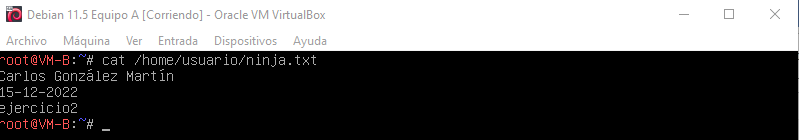 Debian 11.5 Equipo A [Corriendo] - Oracle VM VirtualBox
Archivo Máquina Ver Entrada Dispositivos Ayuda
root@VM-B:~# cat /home/usuario/ninja.txt
Carlos González Martín
15-12-2022
ejercicio2
root@VM-B:~# _